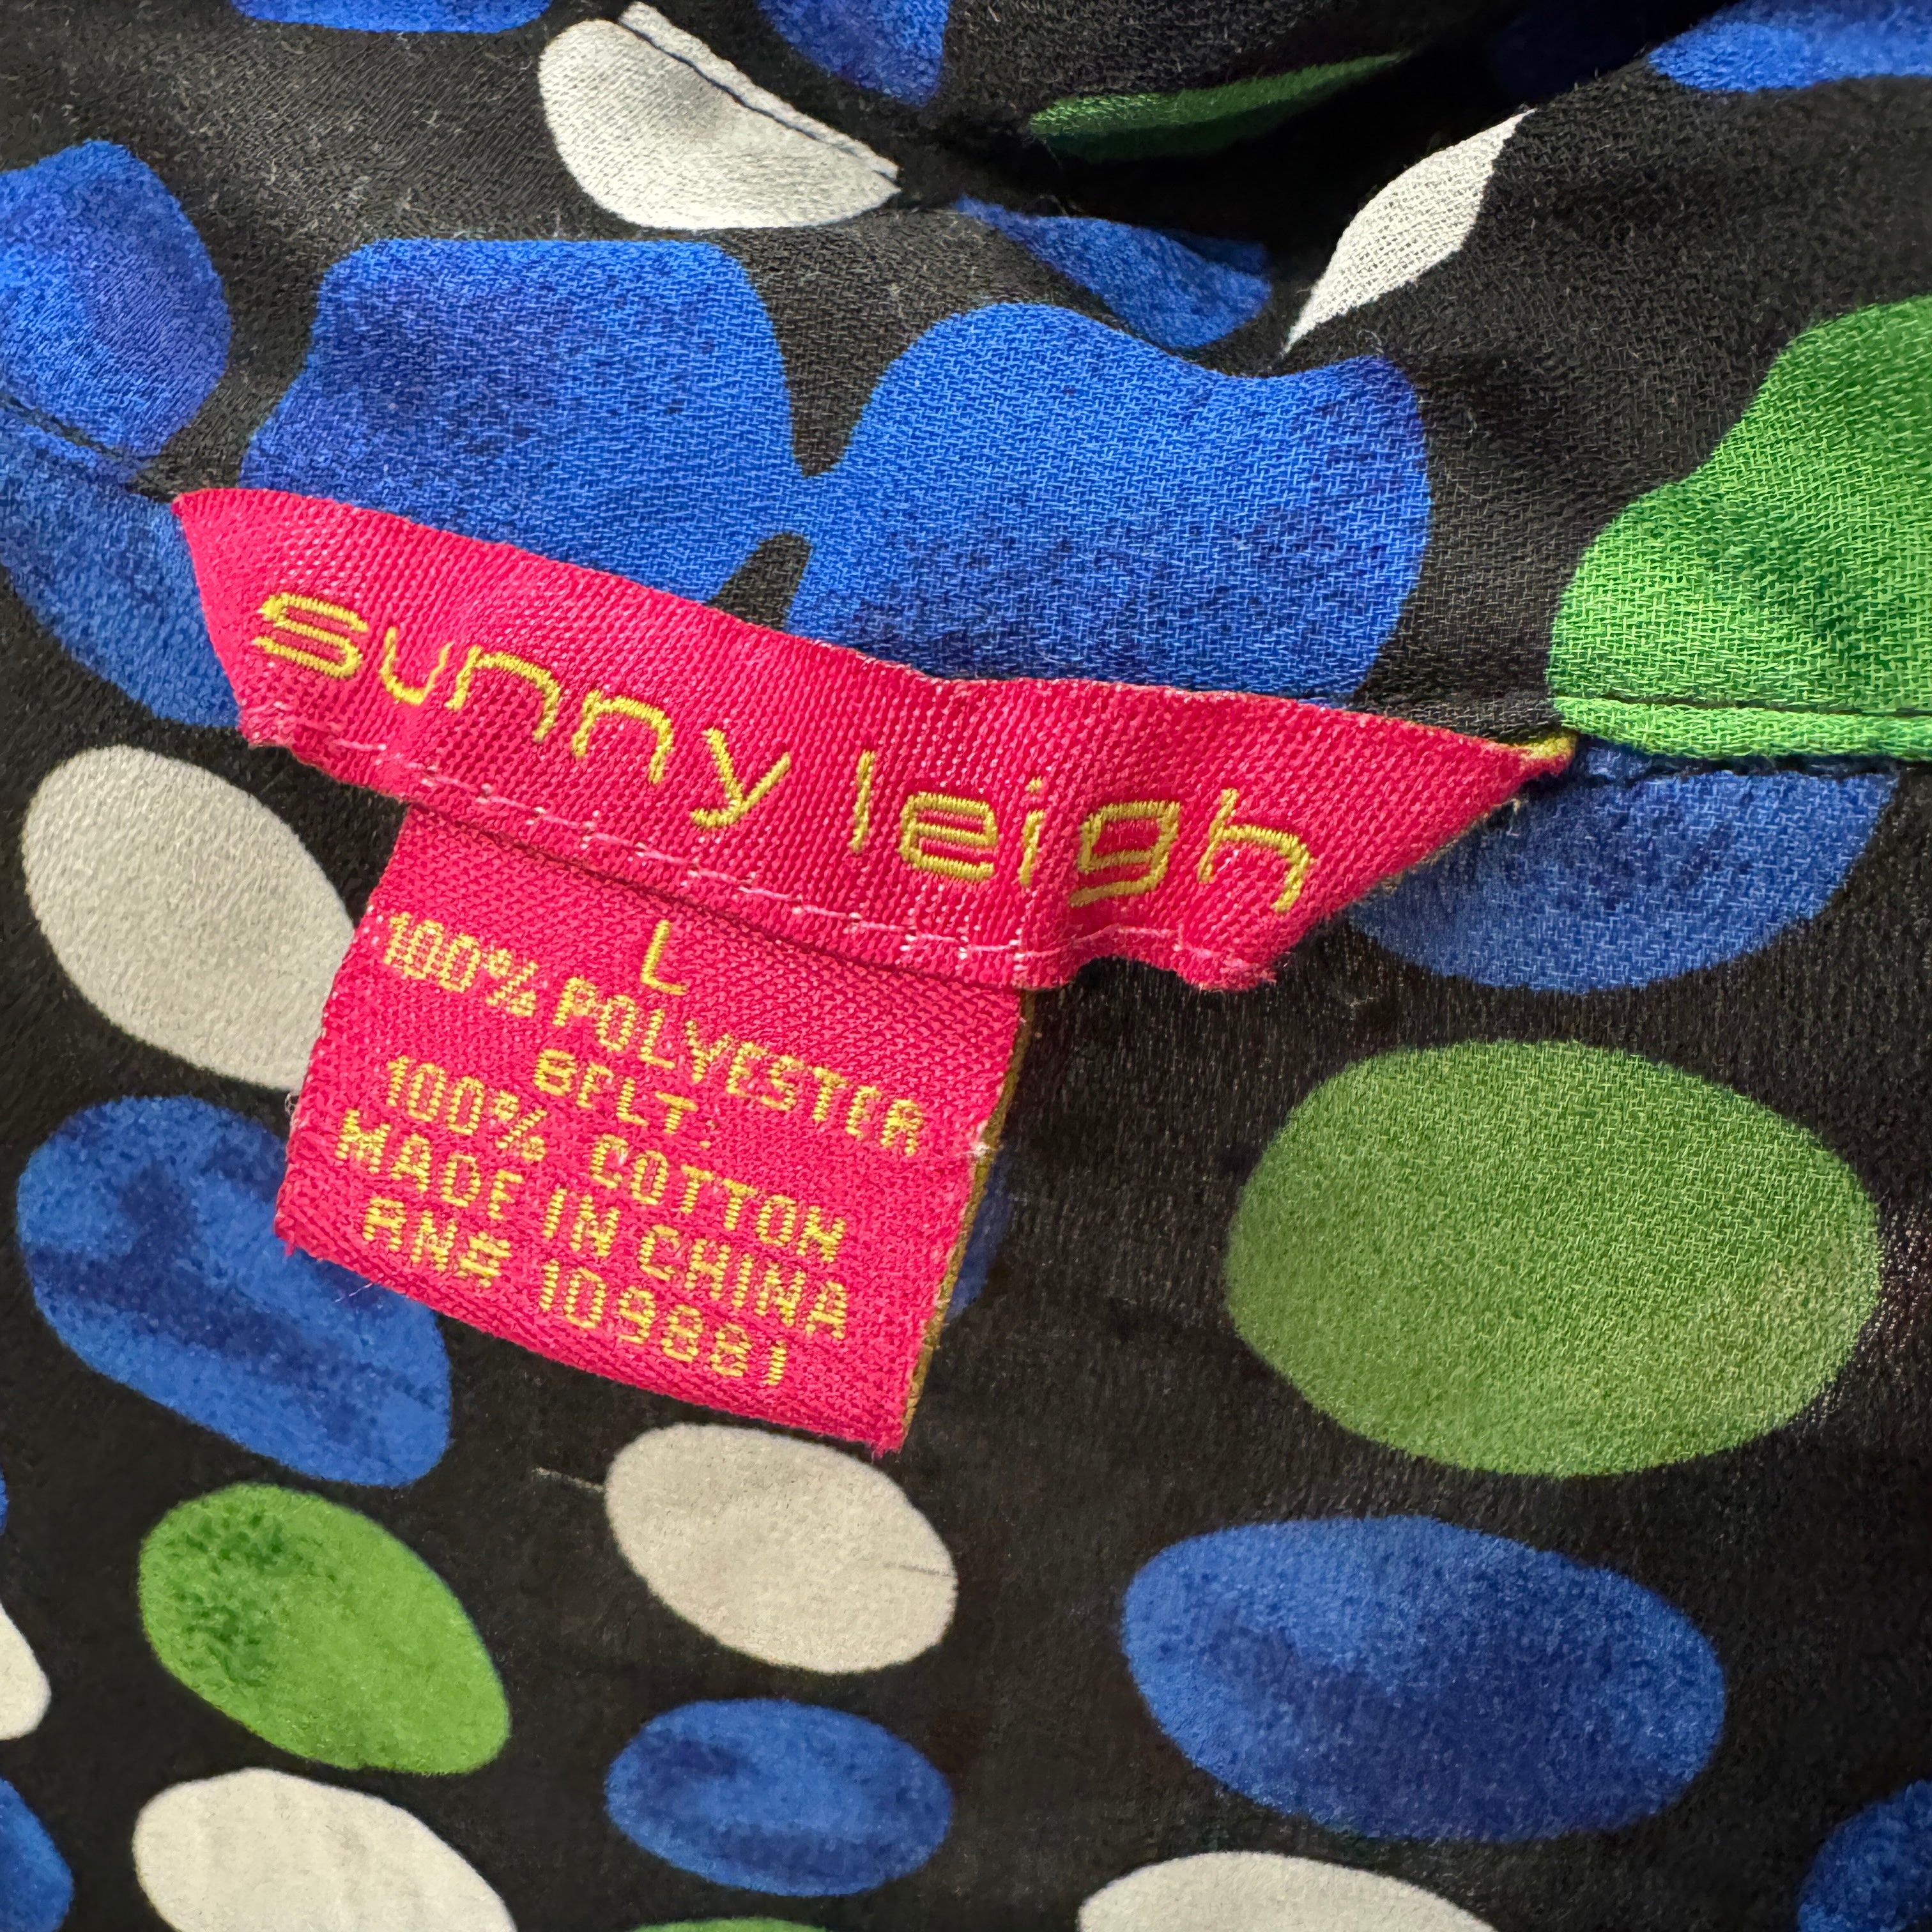 sunny leigh
L
100% POLYESTER
BELT:
100% COTTON
MADE IN CHINA
RN# 109881